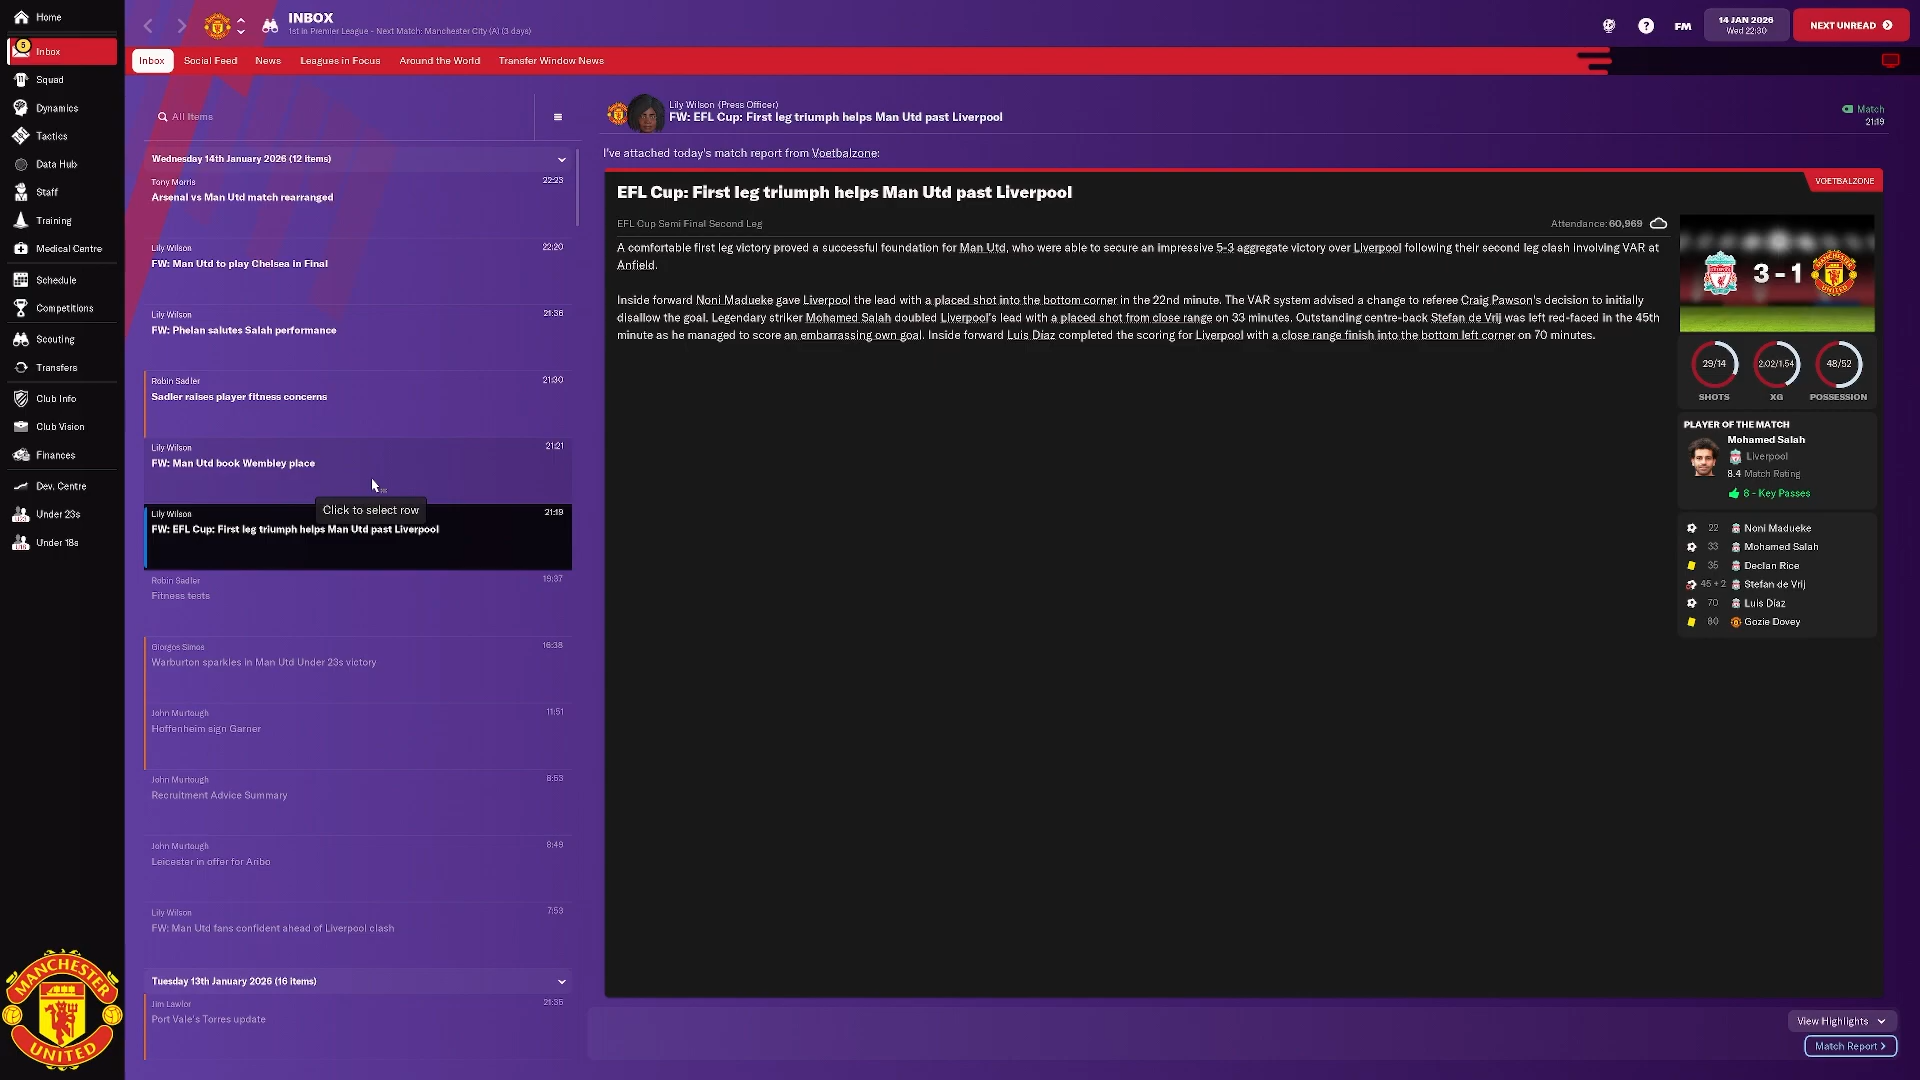 Home
Inbox
5
Squad
Dynamics
Tactics
Data Hub
Staff
Training
Medical Centre
Schedule
Competitions
Scouting
Transfers
Club Info
Club Vision
Finances
Dev. Centre
Under 23s
Under 18s
MANCHESTER
UNITED
INBOX
1st in Premier League - Next Match: Manchester City (A) (3 days)
FM
14 JAN 2026
Wed 22:30
NEXT UNREAD
Inbox
Social Feed
News
Leagues in Focus
Around the World
Transfer Window News
All Items
Wednesday 14th January 2026 (12 items)
Tony Morris
22:23
Arsenal vs Man Utd match rearranged
Lily Wilson
22:20
FW: Man Utd to play Chelsea in Final
Lily Wilson
21:36
FW: Phelan salutes Salah performance
Robin Sadler
21:30
Sadler raises player fitness concerns
Lily Wilson
21:21
FW: Man Utd book Wembley place
Click to select row
Lily Wilson
21:19
FW: EFL Cup: First leg triumph helps Man Utd past Liverpool
Robin Sadler
19:37
Fitness tests
Giorgos Simos
16:38
Warburton sparkles in Man Utd Under 23s victory
John Murtough
11:51
Hoffenheim sign Garner
John Murtough
8:53
Recruitment Advice Summary
John Murtough
8:49
Leicester in offer for Aribo
Lily Wilson
7:53
FW: Man Utd fans confident ahead of Liverpool clash
Tuesday 13th January 2026 (16 items)
Jim Lawlor
21:35
Port Vale's Torres update
Lily Wilson (Press Officer)
FW: EFL Cup: First leg triumph helps Man Utd past Liverpool
Match
21:19
I've attached today's match report from Voetbalzone:
EFL Cup: First leg triumph helps Man Utd past Liverpool
VOETBALZONE
EFL Cup Semi Final Second Leg
Attendance: 60,969
A comfortable first leg victory proved a successful foundation for Man Utd, who were able to secure an impressive 5-3 aggregate victory over Liverpool following their second leg clash involving VAR at
Anfield.
Inside forward Noni Madueke gave Liverpool the lead with a placed shot into the bottom corner in the 22nd minute. The VAR system advised a change to referee Craig Pawson's decision to initially
disallow the goal. Legendary striker Mohamed Salah doubled Liverpool's lead with a placed shot from close range on 33 minutes. Outstanding centre-back Stefan de Vrij was left red-faced in the 45th
minute as he managed to score an embarrassing own goal. Inside forward Luis Díaz completed the scoring for Liverpool with a close range finish into the bottom left corner on 70 minutes.
3 - 1
29/14
2.02/1.54
48/52
SHOTS
XG
POSSESSION
PLAYER OF THE MATCH
Mohamed Salah
Liverpool
8.4 Match Rating
8 - Key Passes
22 Noni Madueke
33 Mohamed Salah
35 Declan Rice
45 + 2 Stefan de Vrij
70 Luis Díaz
80 Gozie Dovey
View Highlights
Match Report >